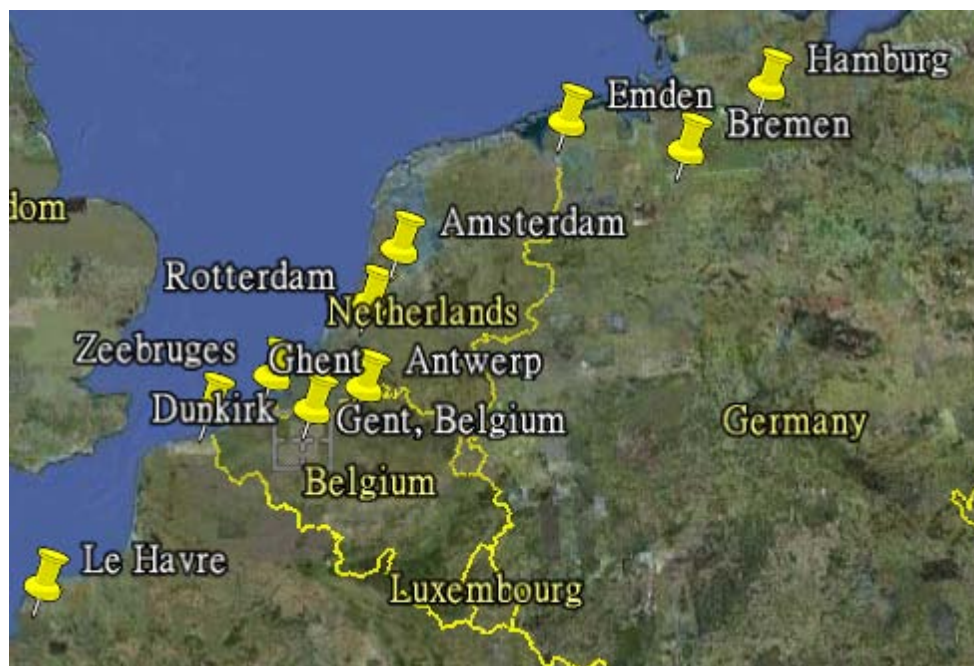 Hamburg
Emden
Bremen
dom
Amsterdam
Rotterdam
Netherlands
Zeebruges
Ghent
Antwerp
Dunkirk
Gent, Belgium
Germany
Belgium
Le Havre
Luxembourg